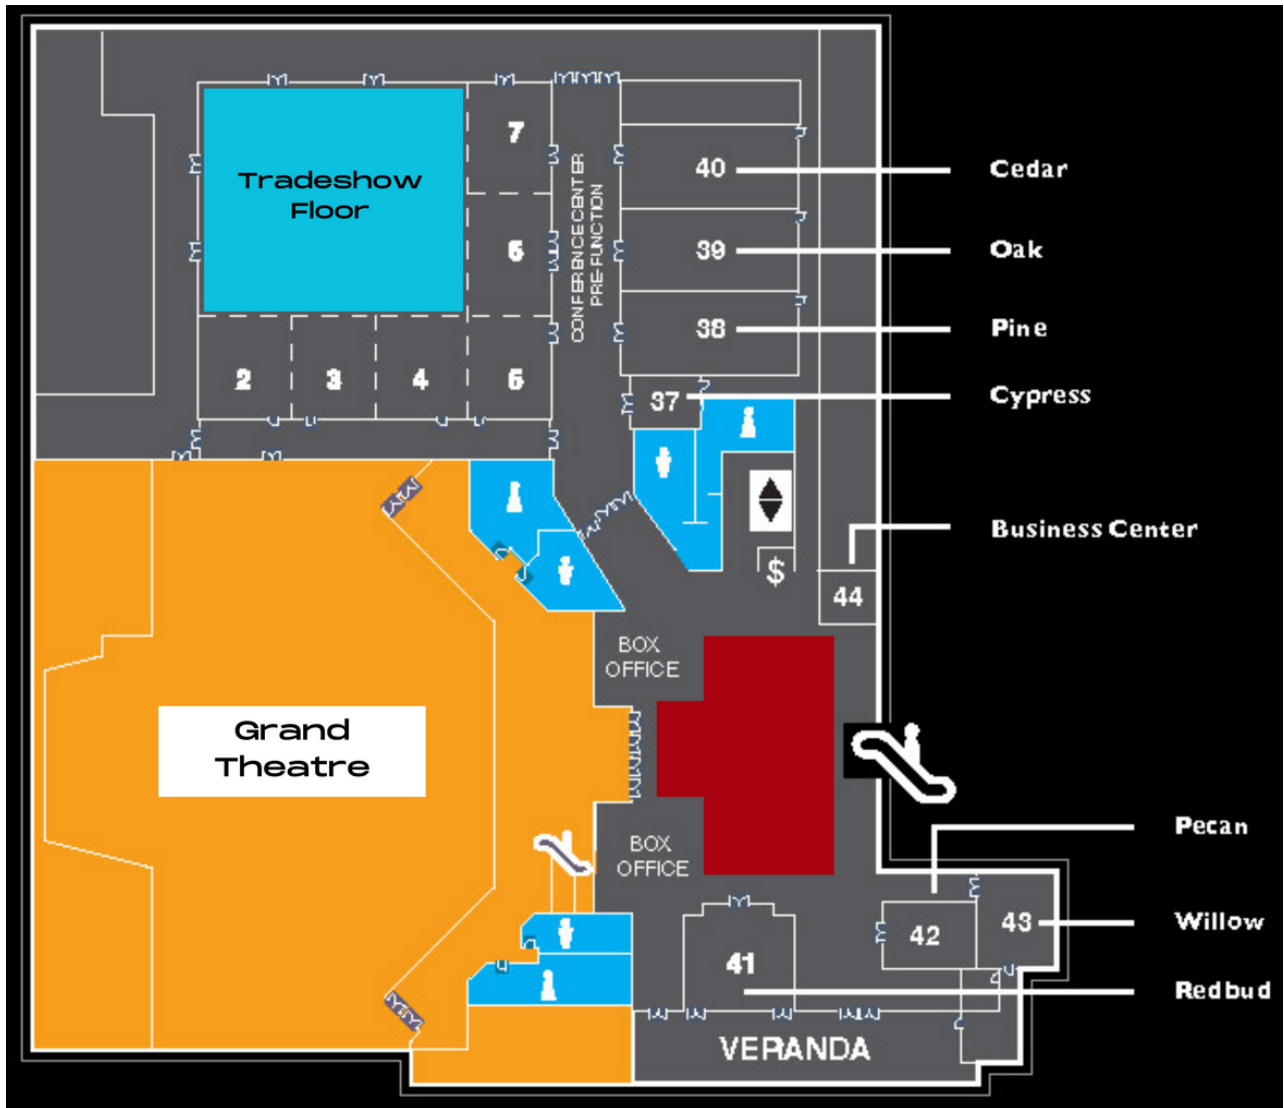 7
Tradeshow
Floor
40
Cedar
CONFERENCE CENTER
PRE-FUNCTION
6
39
Oak
38
Pine
2
3
4
5
37
Cypress
Business Center
$
44
BOX
OFFICE
Grand
Theatre
BOX
OFFICE
Pecan
42
43
Willow
41
Redbud
VERANDA